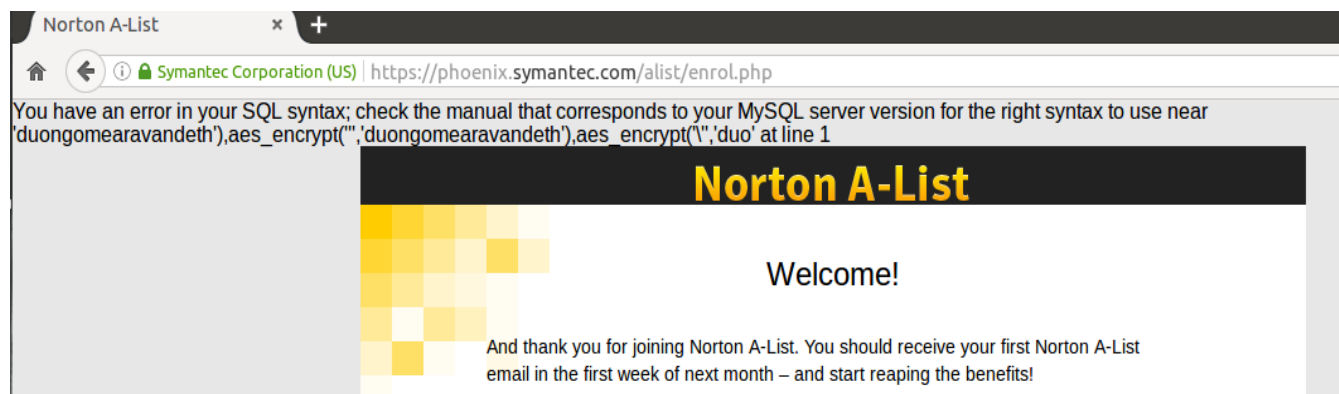 Norton A-List × +
Symantec Corporation (US) https://phoenix.symantec.com/alist/enrol.php
You have an error in your SQL syntax; check the manual that corresponds to your MySQL server version for the right syntax to use near
'duongomearavandeth'),aes_encrypt('"','duongomearavandeth'),aes_encrypt('\'','duo' at line 1
Norton A-List
Welcome!
And thank you for joining Norton A-List. You should receive your first Norton A-List
email in the first week of next month – and start reaping the benefits!